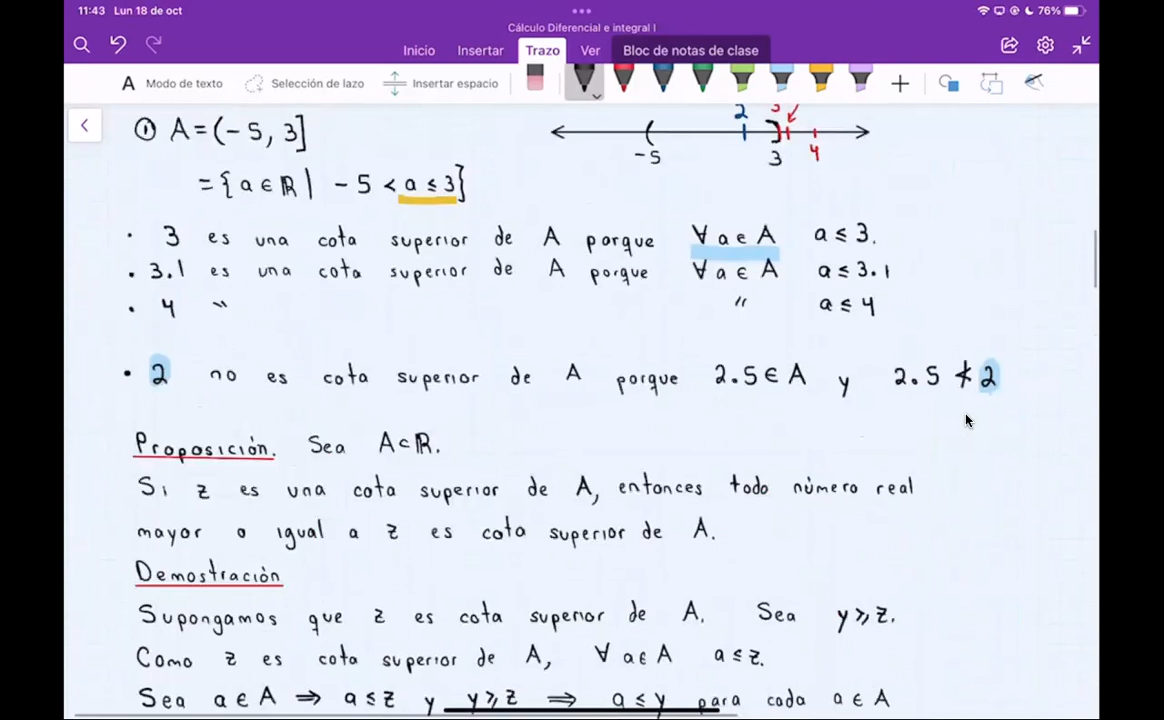 11:43 Lun 18 de oct
76%
Cálculo Diferencial e integral I
Inicio Insertar Trazo Ver Bloc de notas de clase
A Modo de texto Selección de lazo Insertar espacio
① A=(-5, 3]
2
-5 3 4
={a∈ℝ| -5 < a ≤ 3}
· 3 es una cota superior de A porque ∀ a∈A a≤3.
· 3.1 es una cota superior de A porque ∀ a∈A a≤3.1
· 4 " " a≤4
· 2 no es cota superior de A porque 2.5∈A y 2.5 ≮ 2
Proposición. Sea A⊂ℝ.
Si z es una cota superior de A, entonces todo número real
mayor o igual a z es cota superior de A.
Demostración
Supongamos que z es cota superior de A. Sea y⩾z.
Como z es cota superior de A, ∀ a∈A a≤z.
Sea a∈A ⟹ a≤z y y⩾z ⟹ a≤y para cada a∈A